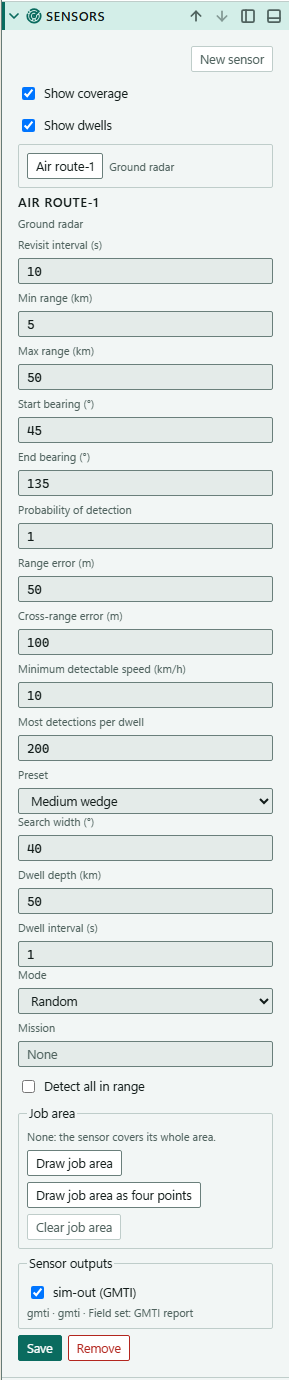 SENSORS
New sensor
Show coverage
Show dwells
Air route-1 Ground radar
AIR ROUTE-1
Ground radar
Revisit interval (s)
10
Min range (km)
5
Max range (km)
50
Start bearing (°)
45
End bearing (°)
135
Probability of detection
1
Range error (m)
50
Cross-range error (m)
100
Minimum detectable speed (km/h)
10
Most detections per dwell
200
Preset
Medium wedge
Search width (°)
40
Dwell depth (km)
50
Dwell interval (s)
1
Mode
Random
Mission
None
Detect all in range
Job area
None: the sensor covers its whole area.
Draw job area
Draw job area as four points
Clear job area
Sensor outputs
sim-out (GMTI)
gmti · gmti · Field set: GMTI report
Save Remove